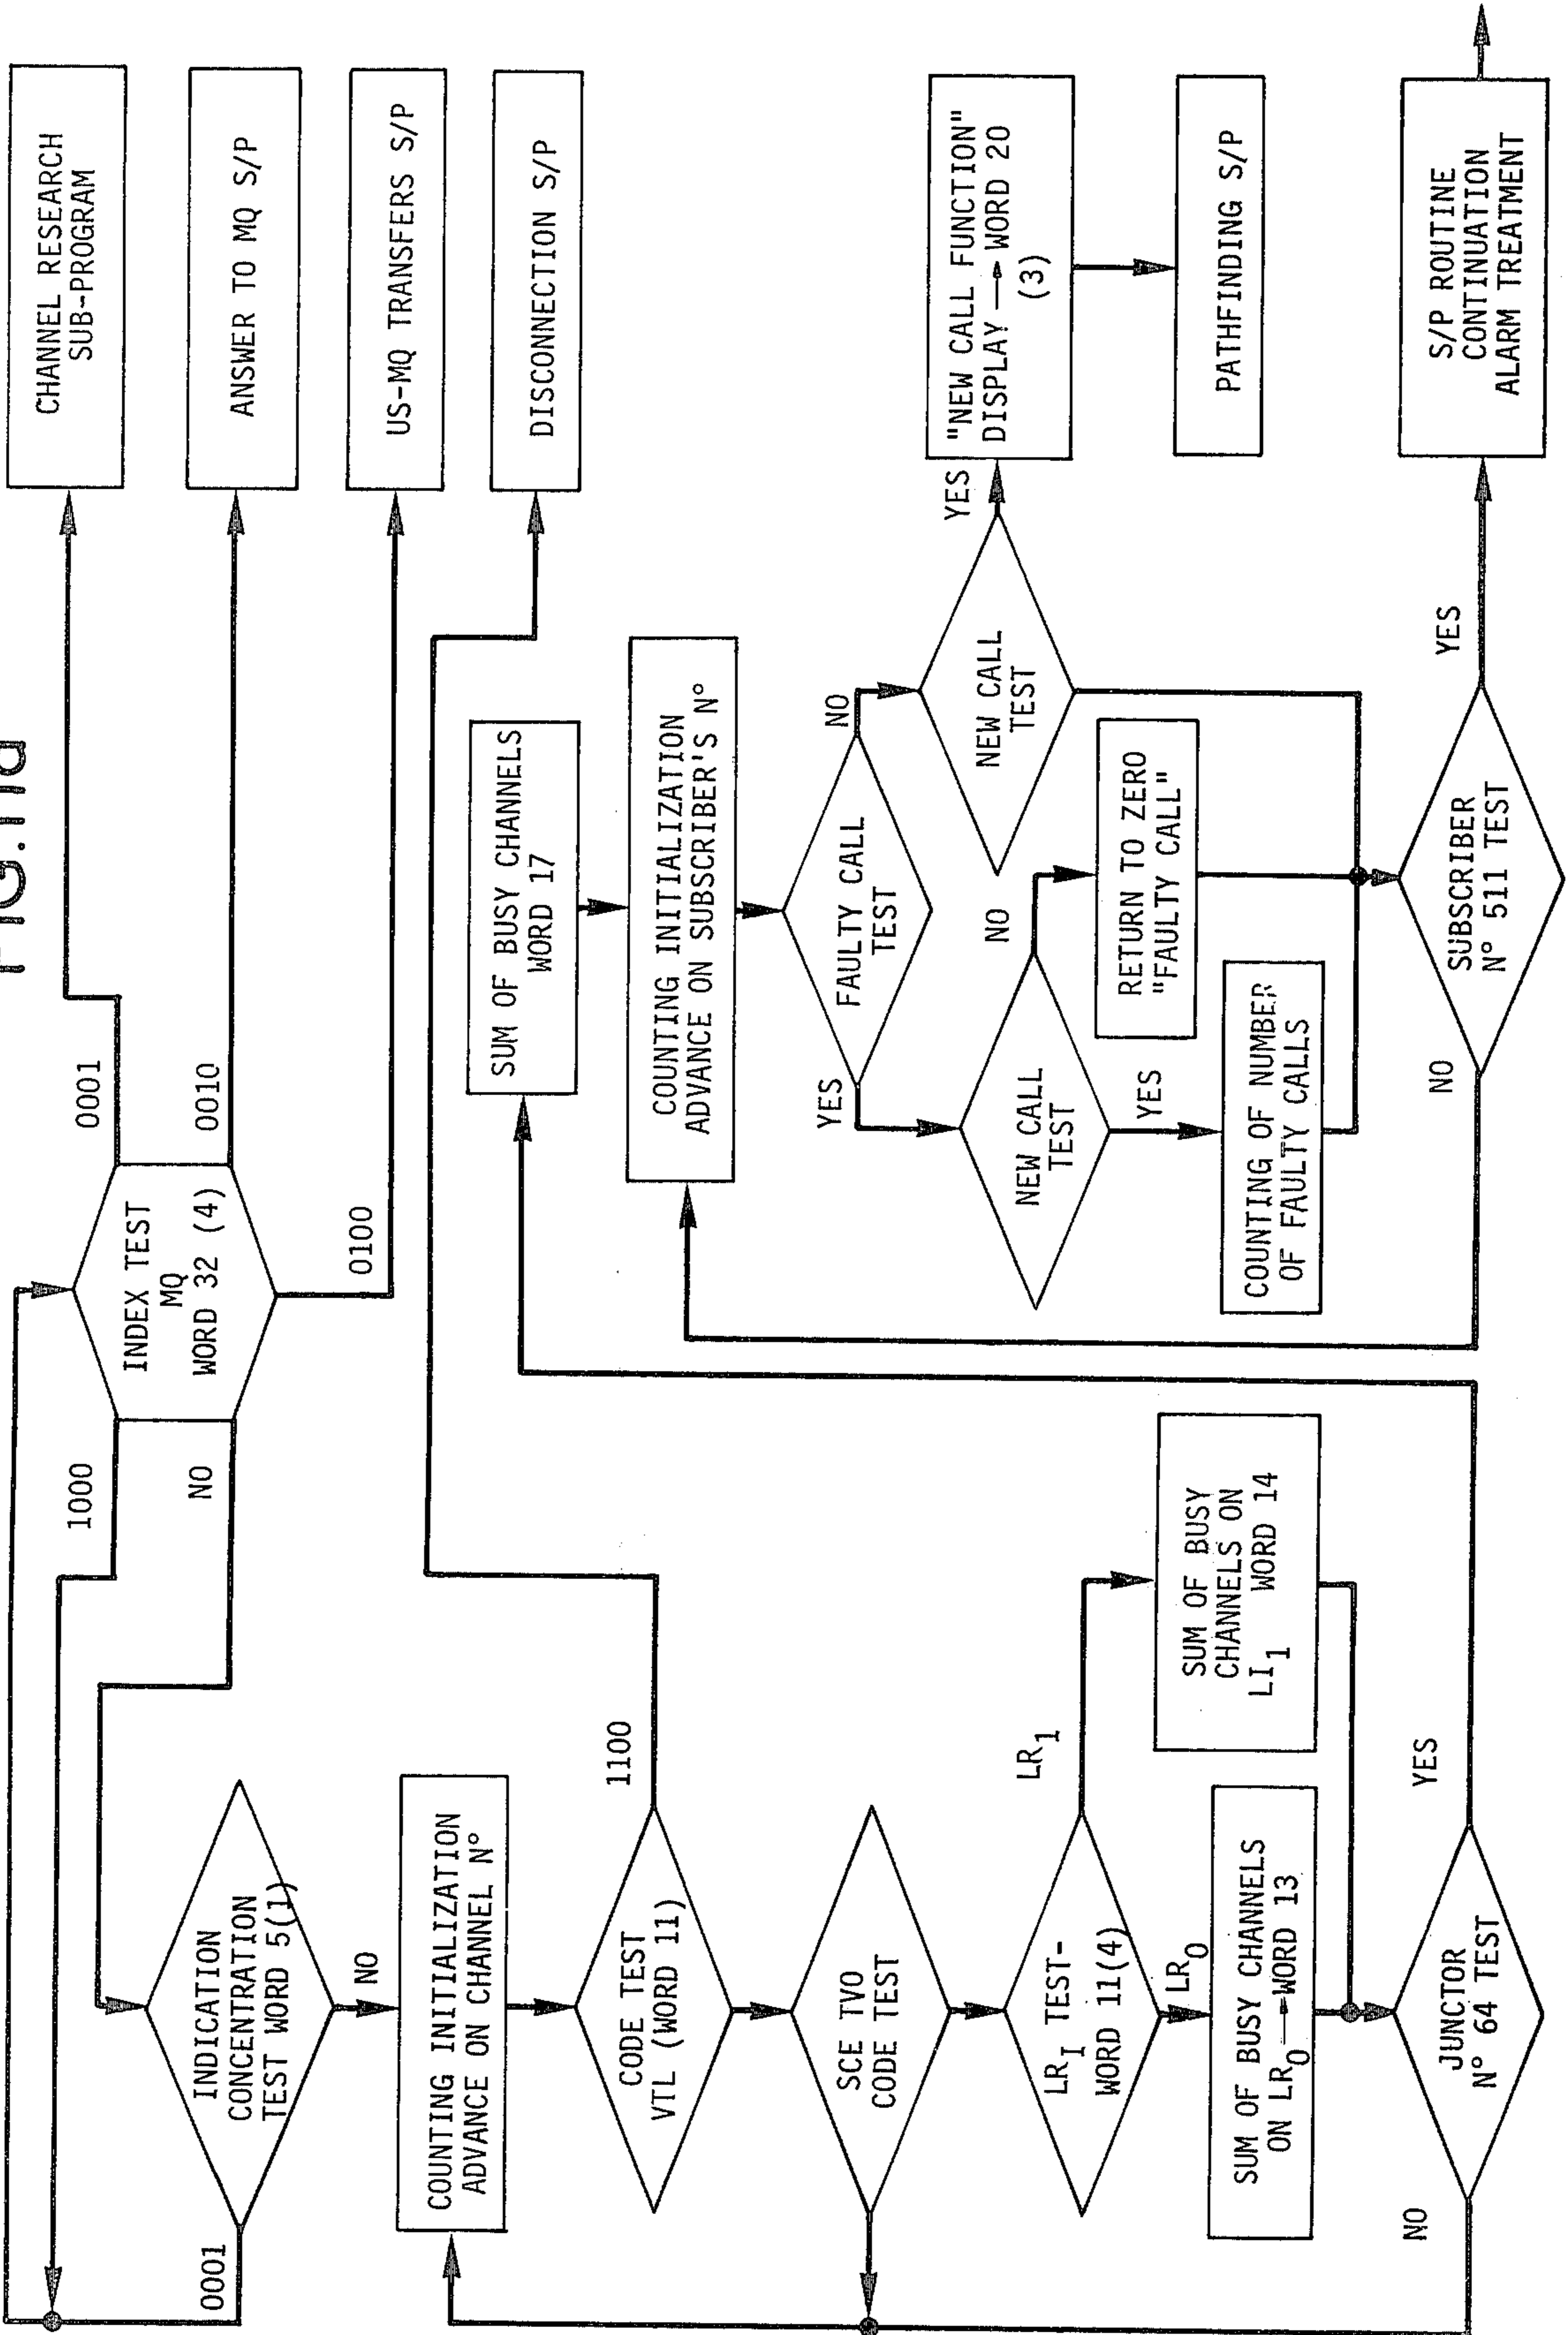 FIG.11d
CHANNEL RESEARCH
SUB-PROGRAM
ANSWER TO MQ S/P
US-MQ TRANSFERS S/P
DISCONNECTION S/P
0001
0010
0100
INDEX TEST
MQ
WORD 32 (4)
1000
NO
INDICATION
CONCENTRATION
TEST WORD 5(1)
0001
NO
COUNTING INITIALIZATION
ADVANCE ON CHANNEL N°
CODE TEST
VTL (WORD 11)
1100
SCE TVO
CODE TEST
LR_I TEST-
WORD 11(4)
LR_1
LR_0
SUM OF BUSY
CHANNELS ON
LI_1 WORD 14
SUM OF BUSY CHANNELS
ON LR_0 → WORD 13
JUNCTOR
N° 64 TEST
YES
NO
SUM OF BUSY CHANNELS
WORD 17
COUNTING INITIALIZATION
ADVANCE ON SUBSCRIBER'S N°
FAULTY CALL
TEST
YES
NO
NEW CALL
TEST
YES
"NEW CALL FUNCTION"
DISPLAY → WORD 20
(3)
PATHFINDING S/P
NEW CALL
TEST
NO
YES
RETURN TO ZERO
"FAULTY CALL"
COUNTING OF NUMBER
OF FAULTY CALLS
SUBSCRIBER
N° 511 TEST
NO
YES
S/P ROUTINE
CONTINUATION
ALARM TREATMENT